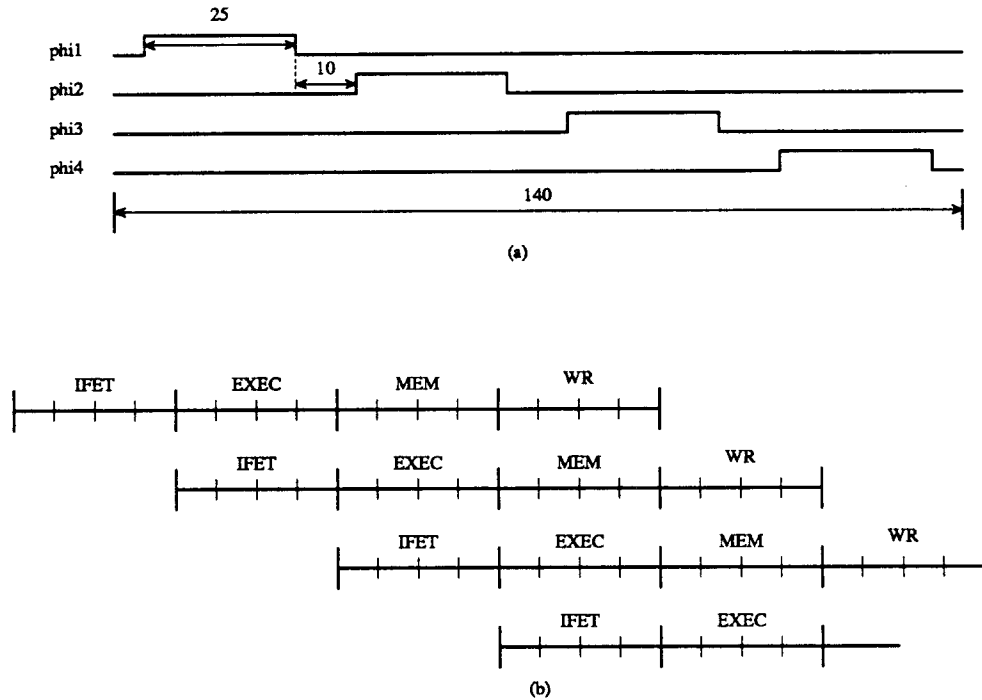 25
phi1
10
phi2
phi3
phi4
140
(a)
IFET EXEC MEM WR
IFET EXEC MEM WR
IFET EXEC MEM WR
IFET EXEC
(b)